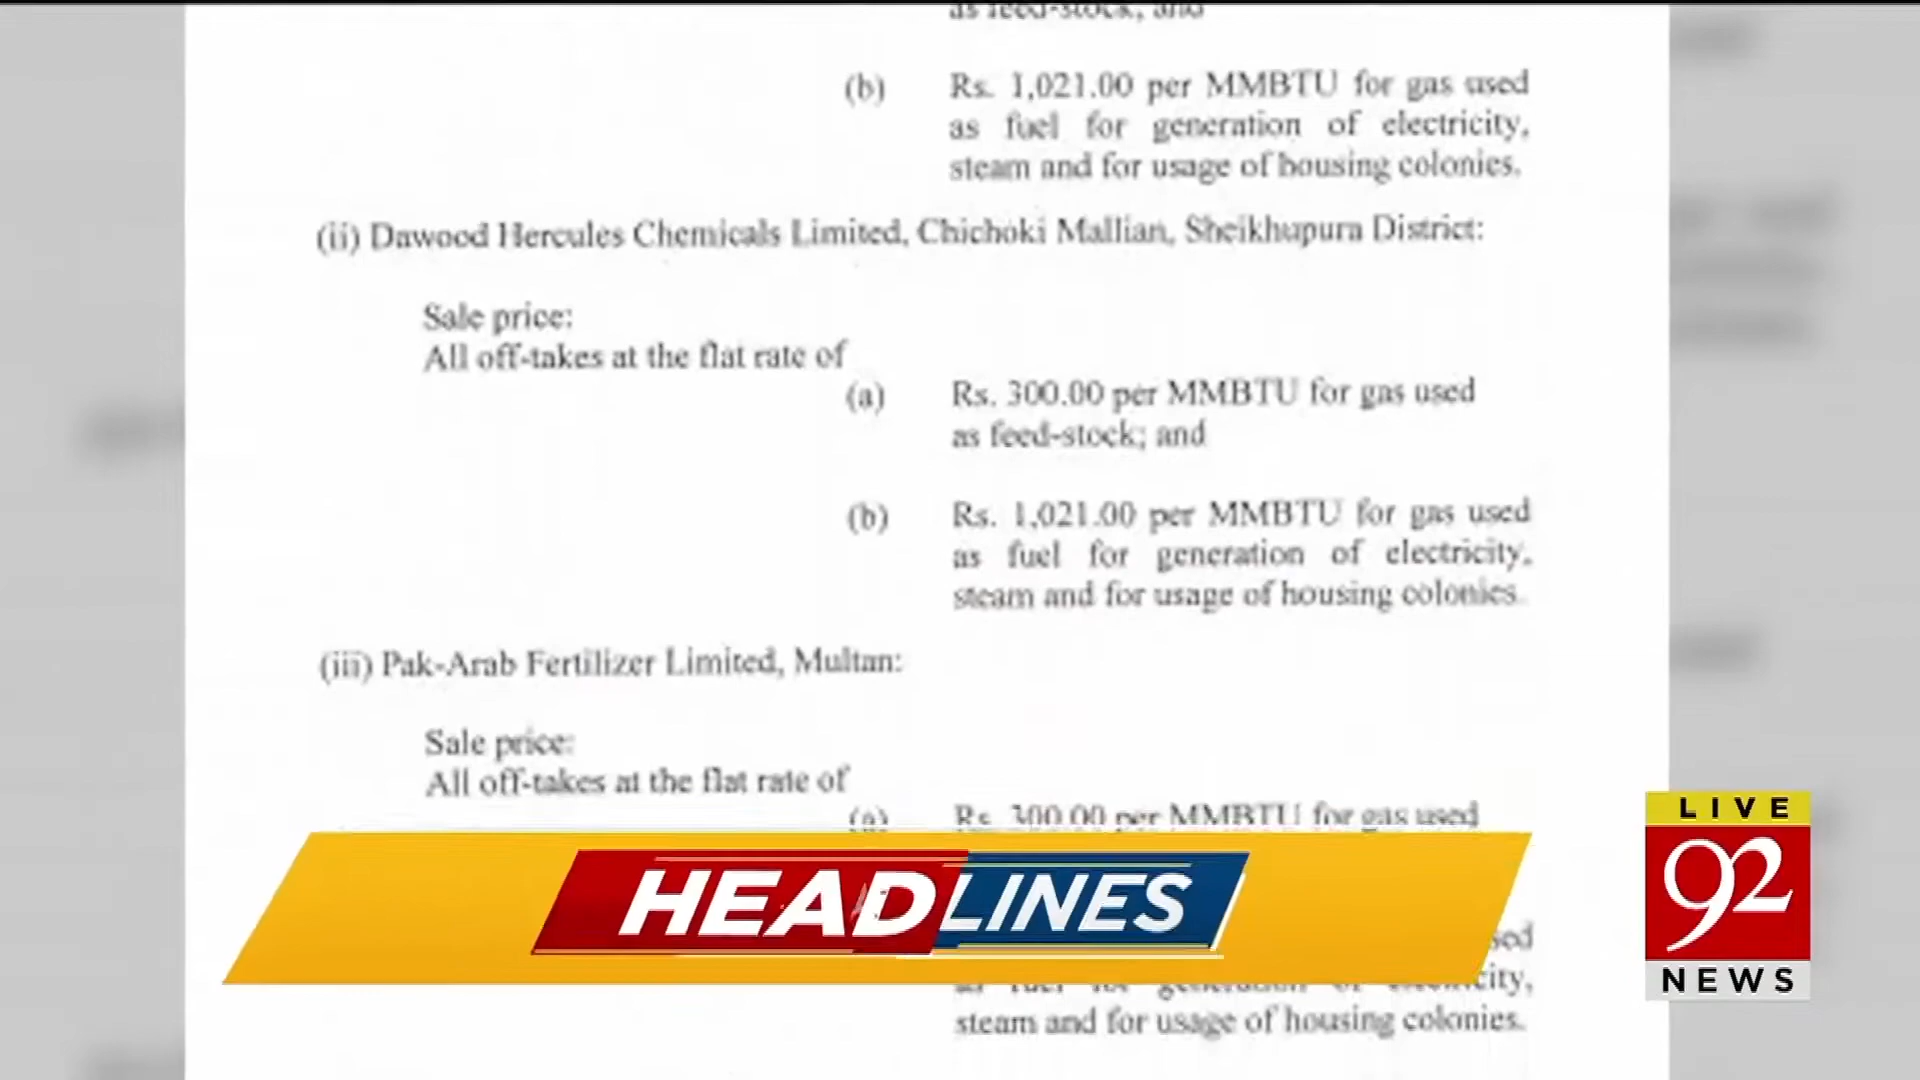 as feed-stock; and
(b) Rs. 1,021.00 per MMBTU for gas used
as fuel for generation of electricity,
steam and for usage of housing colonies.
(ii) Dawood Hercules Chemicals Limited, Chichoki Mallian, Sheikhupura District:
Sale price:
All off-takes at the flat rate of
(a) Rs. 300.00 per MMBTU for gas used
as feed-stock; and
(b) Rs. 1,021.00 per MMBTU for gas used
as fuel for generation of electricity,
steam and for usage of housing colonies.
(iii) Pak-Arab Fertilizer Limited, Multan:
Sale price:
All off-takes at the flat rate of
(a) Rs. 300.00 per MMBTU for gas used
HEADLINES
LIVE
92
NEWS
steam and for usage of housing colonies.